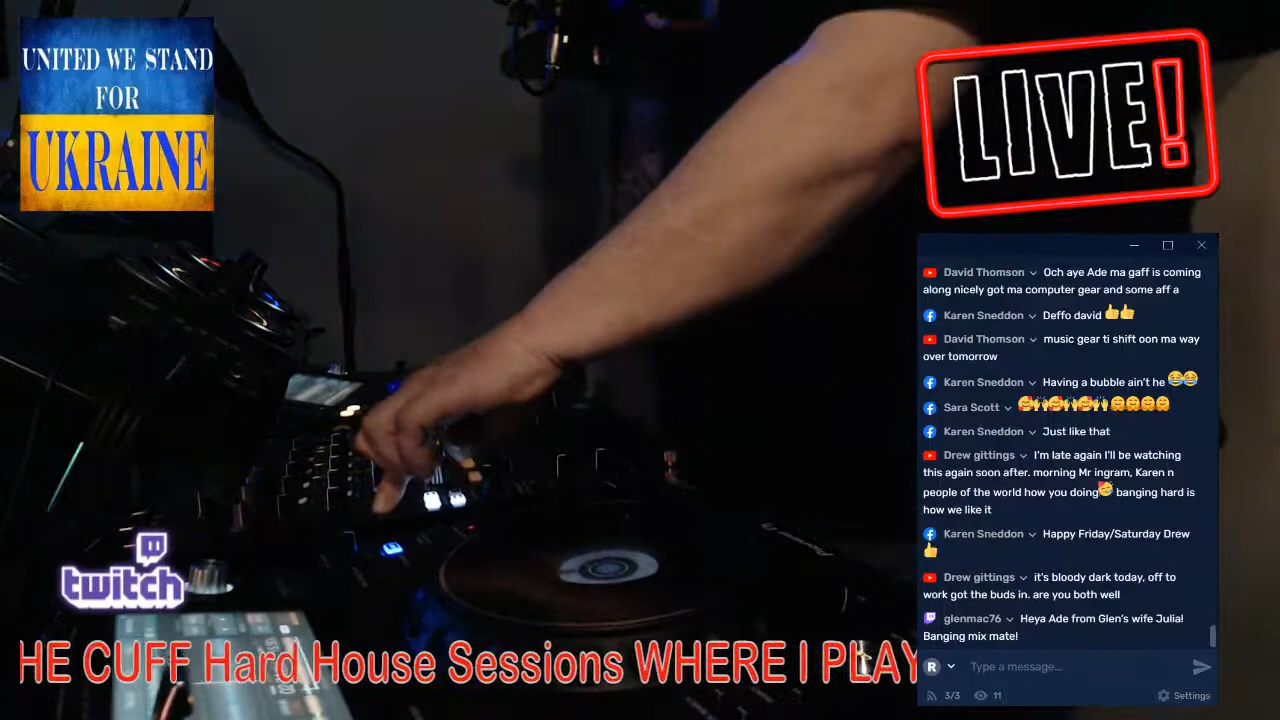 UNITED WE STAND
FOR
UKRAINE
LIVE!
David Thomson Och aye Ade ma gaff is coming
along nicely got ma computer gear and some aff a
Karen Sneddon Deffo david 👍👍
David Thomson music gear ti shift oon ma way
over tomorrow
Karen Sneddon Having a bubble ain't he 😂😂
Sara Scott 🥰🙌🥰🙌🥰🙌🤗🤗🤗🤗
Karen Sneddon Just like that
Drew gittings I'm late again I'll be watching
this again soon after. morning Mr ingram, Karen n
people of the world how you doing🥳 banging hard is
how we like it
Karen Sneddon Happy Friday/Saturday Drew
👍
Drew gittings it's bloody dark today, off to
work got the buds in. are you both well
glenmac76 Heya Ade from Glen's wife Julia!
Banging mix mate!
R Type a message...
3/3 11 Settings
twitch
HE CUFF Hard House Sessions WHERE I PLAY